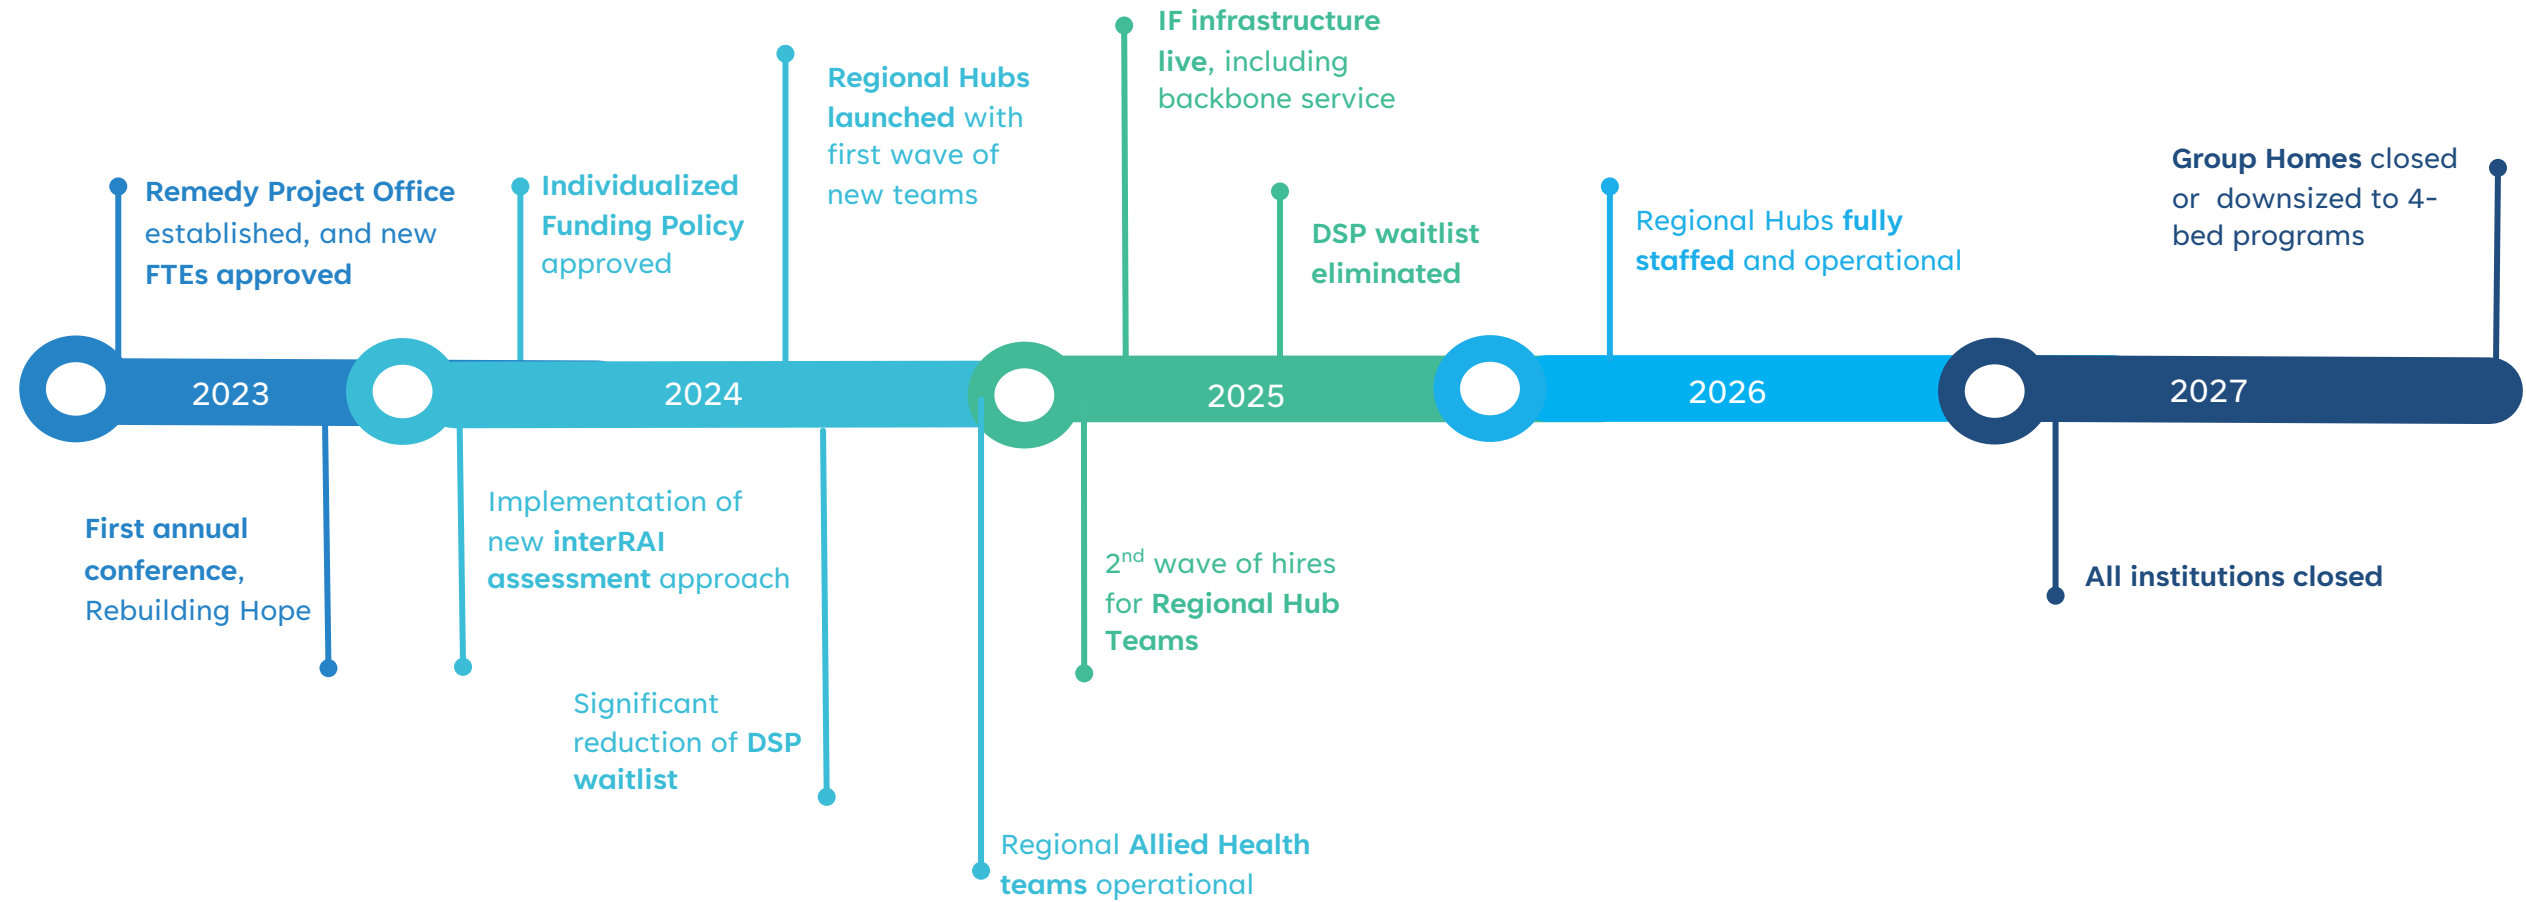 IF infrastructure
live, including
backbone service
Regional Hubs
launched with
first wave of
new teams
Group Homes closed
or  downsized to 4-
bed programs
Remedy Project Office
established, and new
FTEs approved
Individualized
Funding Policy
approved
DSP waitlist
eliminated
Regional Hubs fully
staffed and operational
2023
2024
2025
2026
2027
First annual
conference,
Rebuilding Hope
Implementation of
new interRAI
assessment approach
2nd wave of hires
for Regional Hub
Teams
All institutions closed
Significant
reduction of DSP
waitlist
Regional Allied Health
teams operational